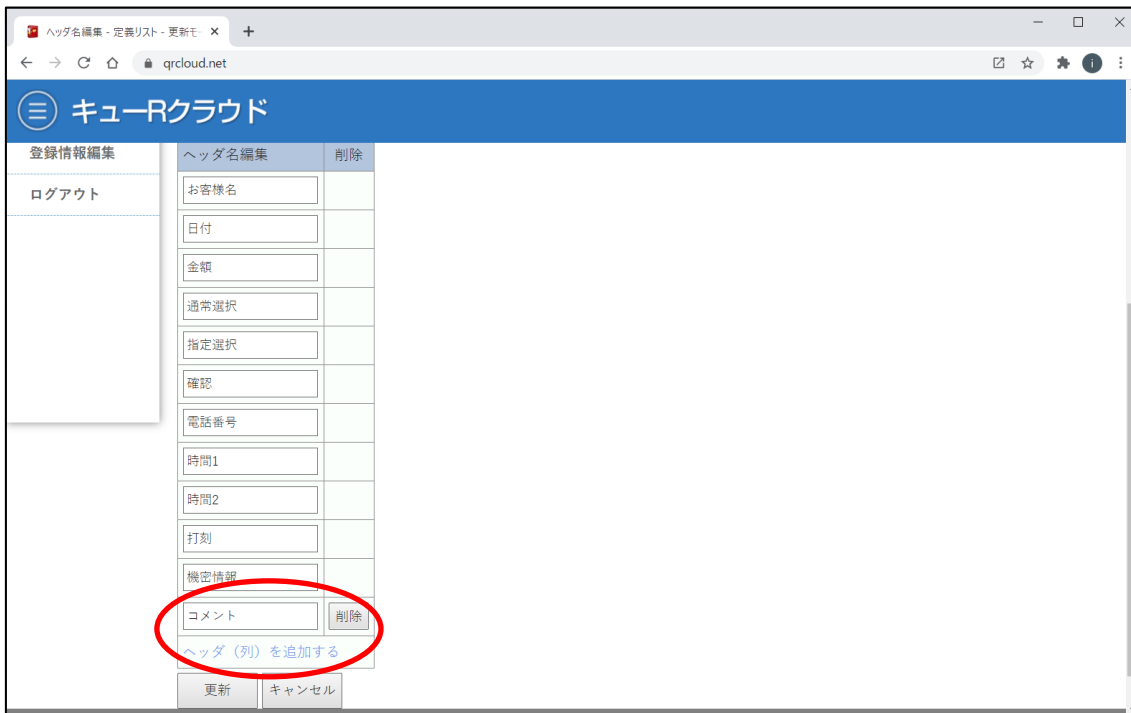 ヘッダ名編集 - 定義リスト - 更新モー
qrcloud.net
キューRクラウド
登録情報編集
ログアウト
ヘッダ名編集 削除
お客様名
日付
金額
通常選択
指定選択
確認
電話番号
時間1
時間2
打刻
機密情報
コメント 削除
ヘッダ（列）を追加する
更新 キャンセル